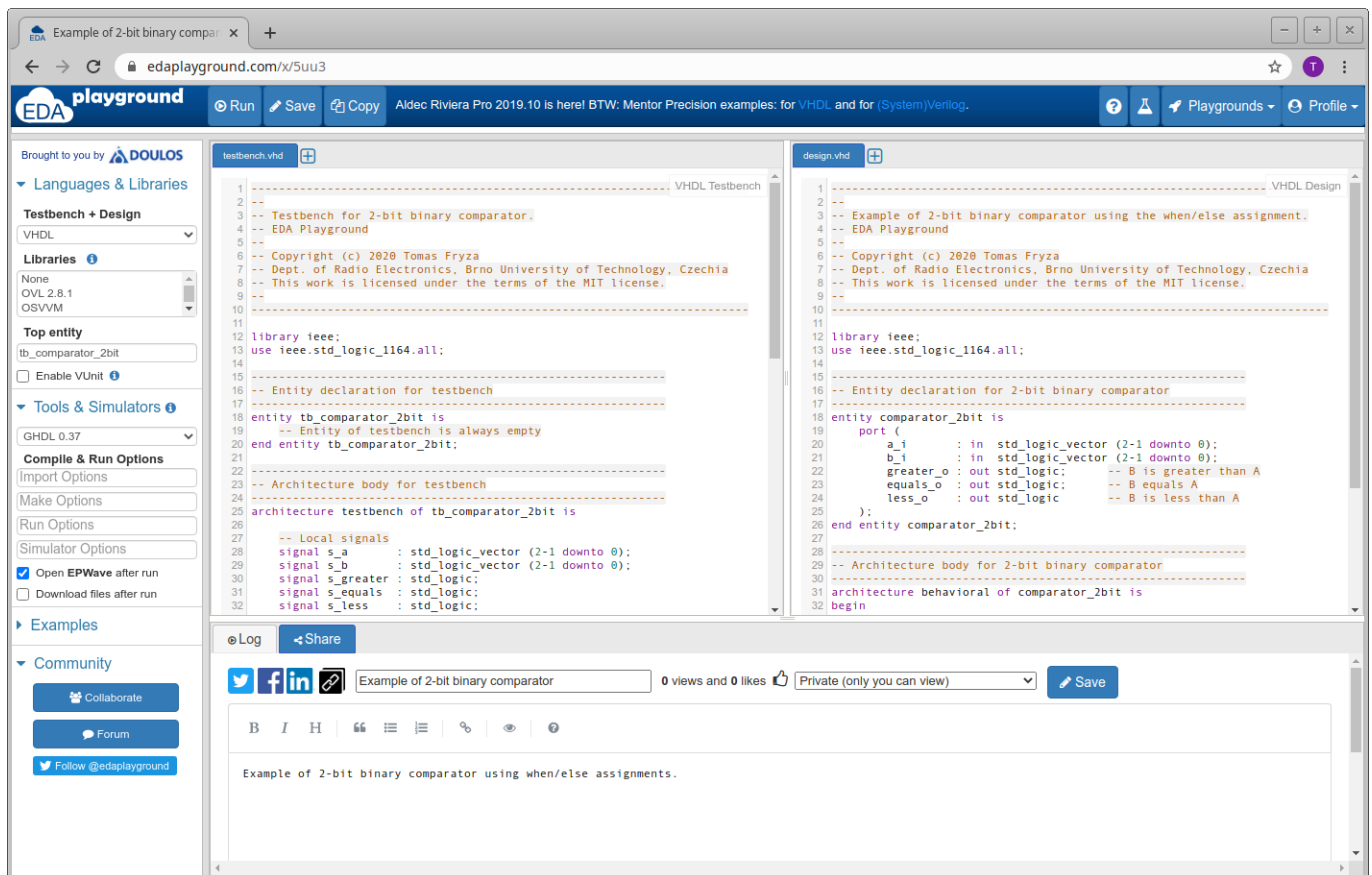 Example of 2-bit binary compar
edaplayground.com/x/5uu3
T
EDA playground
Run
Save
Copy
Aldec Riviera Pro 2019.10 is here! BTW: Mentor Precision examples: for VHDL and for (System)Verilog.
Playgrounds
Profile
Brought to you by DOULOS
Languages & Libraries
Testbench + Design
VHDL
Libraries
None
OVL 2.8.1
OSVVM
Top entity
tb_comparator_2bit
Enable VUnit
Tools & Simulators
GHDL 0.37
Compile & Run Options
Import Options
Make Options
Run Options
Simulator Options
Open EPWave after run
Download files after run
Examples
Community
Collaborate
Forum
Follow @edaplayground
testbench.vhd
VHDL Testbench
1 ------------------------------------------------------------------------
2 --
3 -- Testbench for 2-bit binary comparator.
4 -- EDA Playground
5 --
6 -- Copyright (c) 2020 Tomas Fryza
7 -- Dept. of Radio Electronics, Brno University of Technology, Czechia
8 -- This work is licensed under the terms of the MIT license.
9 --
10 ------------------------------------------------------------------------
11
12 library ieee;
13 use ieee.std_logic_1164.all;
14
15 ------------------------------------------------------------
16 -- Entity declaration for testbench
17 ------------------------------------------------------------
18 entity tb_comparator_2bit is
19     -- Entity of testbench is always empty
20 end entity tb_comparator_2bit;
21
22 ------------------------------------------------------------
23 -- Architecture body for testbench
24 ------------------------------------------------------------
25 architecture testbench of tb_comparator_2bit is
26
27     -- Local signals
28     signal s_a       : std_logic_vector (2-1 downto 0);
29     signal s_b       : std_logic_vector (2-1 downto 0);
30     signal s_greater : std_logic;
31     signal s_equals  : std_logic;
32     signal s_less    : std_logic;
design.vhd
VHDL Design
1 ------------------------------------------------------------------------
2 --
3 -- Example of 2-bit binary comparator using the when/else assignment.
4 -- EDA Playground
5 --
6 -- Copyright (c) 2020 Tomas Fryza
7 -- Dept. of Radio Electronics, Brno University of Technology, Czechia
8 -- This work is licensed under the terms of the MIT license.
9 --
10 ------------------------------------------------------------------------
11
12 library ieee;
13 use ieee.std_logic_1164.all;
14
15 ------------------------------------------------------------
16 -- Entity declaration for 2-bit binary comparator
17 ------------------------------------------------------------
18 entity comparator_2bit is
19     port (
20         a_i       : in  std_logic_vector (2-1 downto 0);
21         b_i       : in  std_logic_vector (2-1 downto 0);
22         greater_o : out std_logic;      -- B is greater than A
23         equals_o  : out std_logic;      -- B equals A
24         less_o    : out std_logic       -- B is less than A
25     );
26 end entity comparator_2bit;
27
28 ------------------------------------------------------------
29 -- Architecture body for 2-bit binary comparator
30 ------------------------------------------------------------
31 architecture behavioral of comparator_2bit is
32 begin
Log
Share
Example of 2-bit binary comparator
0 views and 0 likes
Private (only you can view)
Save
B I H
Example of 2-bit binary comparator using when/else assignments.